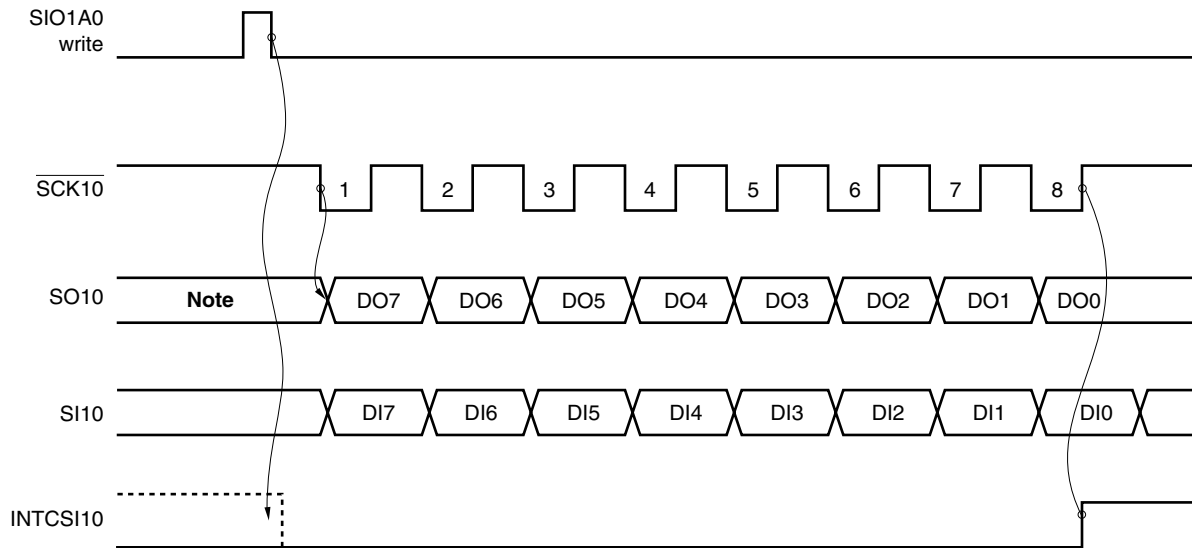 SIO1A0
write
SCK10
1 2 3 4 5 6 7 8
SO10
Note DO7 DO6 DO5 DO4 DO3 DO2 DO1 DO0
SI10
DI7 DI6 DI5 DI4 DI3 DI2 DI1 DI0
INTCSI10